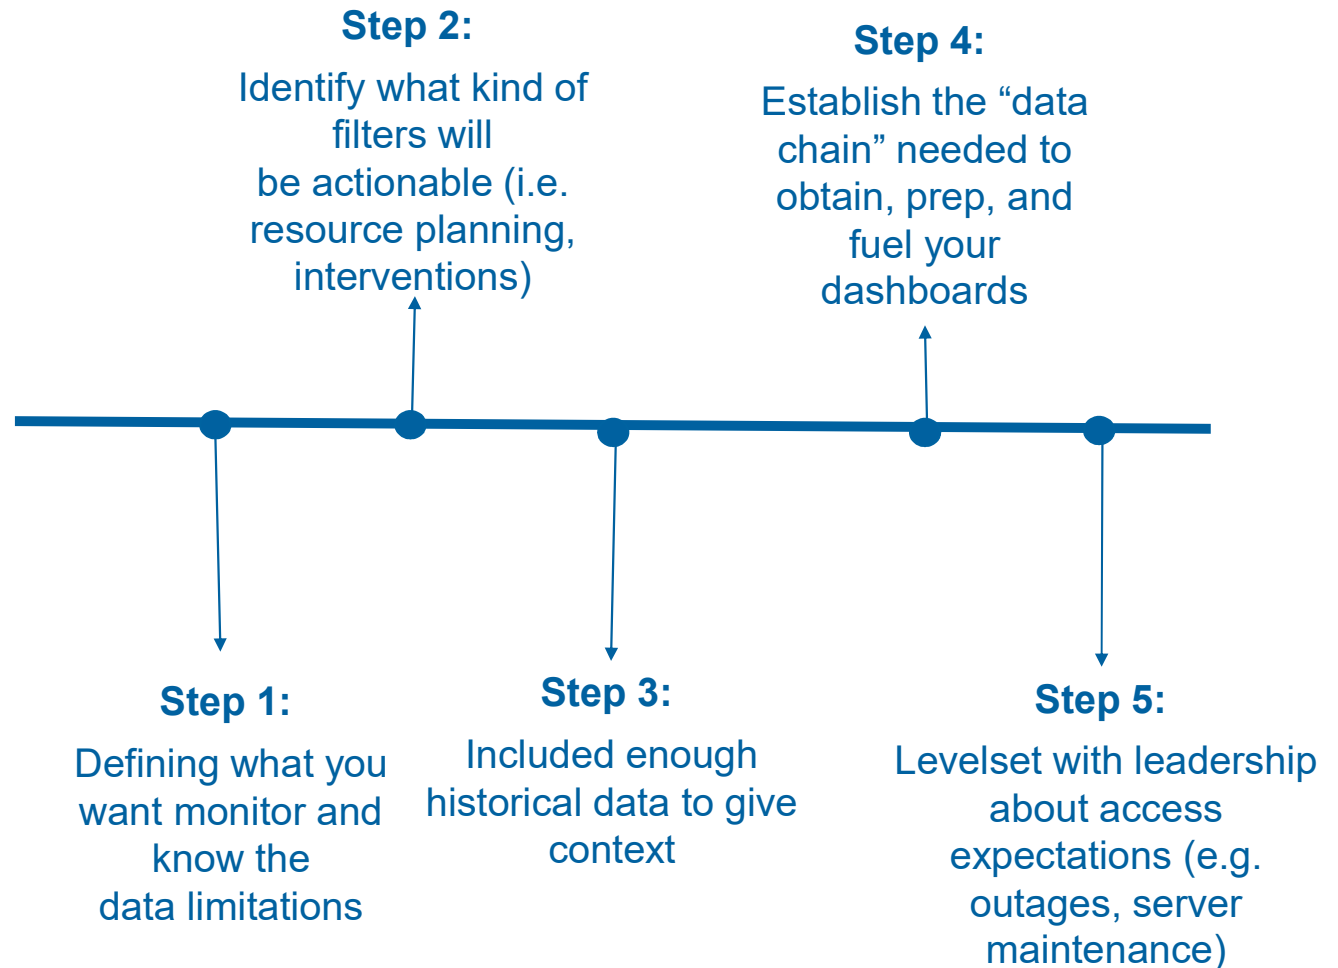 Step 2:
Identify what kind of
filters will
be actionable (i.e.
resource planning,
interventions)
Step 4:
Establish the “data
chain” needed to
obtain, prep, and
fuel your
dashboards
Step 1:
Defining what you
want monitor and
know the
data limitations
Step 3:
Included enough
historical data to give
context
Step 5:
Levelset with leadership
about access
expectations (e.g.
outages, server
maintenance)